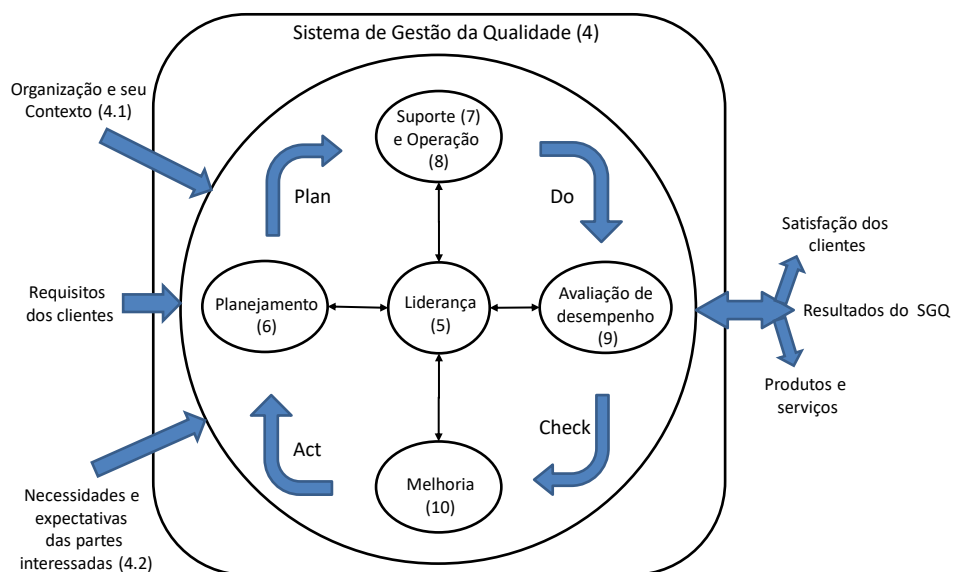 Sistema de Gestão da Qualidade (4)
Organização e seu
Contexto (4.1)
Suporte (7)
e Operação
(8)
Plan
Do
Satisfação dos
clientes
Requisitos
dos clientes
Planejamento
(6)
Liderança
(5)
Avaliação de
desempenho
(9)
Resultados do SGQ
Produtos e
serviços
Act
Check
Melhoria
(10)
Necessidades e
expectativas
das partes
interessadas (4.2)